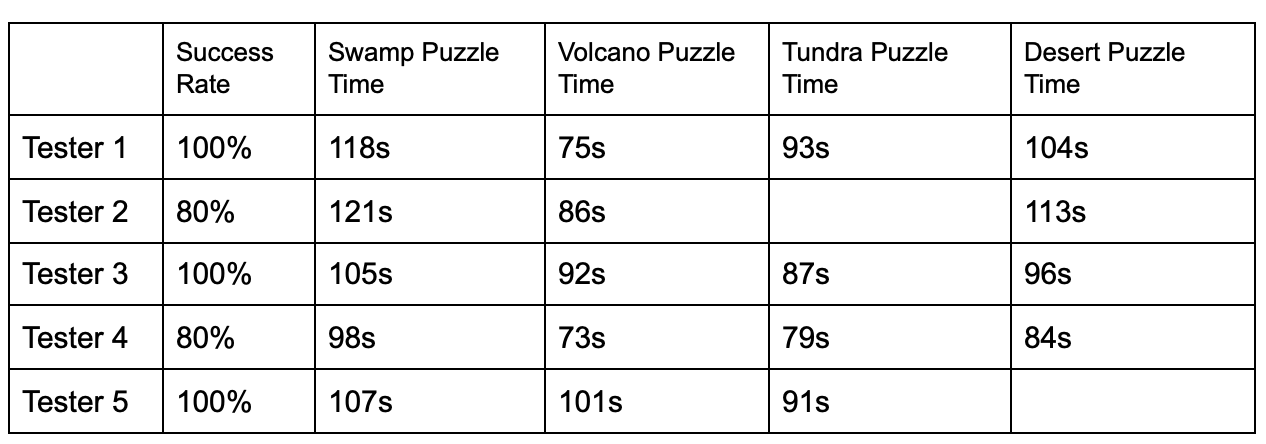 Success Rate | Swamp Puzzle Time | Volcano Puzzle Time | Tundra Puzzle Time | Desert Puzzle Time
Tester 1 | 100% | 118s | 75s | 93s | 104s
Tester 2 | 80% | 121s | 86s | | 113s
Tester 3 | 100% | 105s | 92s | 87s | 96s
Tester 4 | 80% | 98s | 73s | 79s | 84s
Tester 5 | 100% | 107s | 101s | 91s |